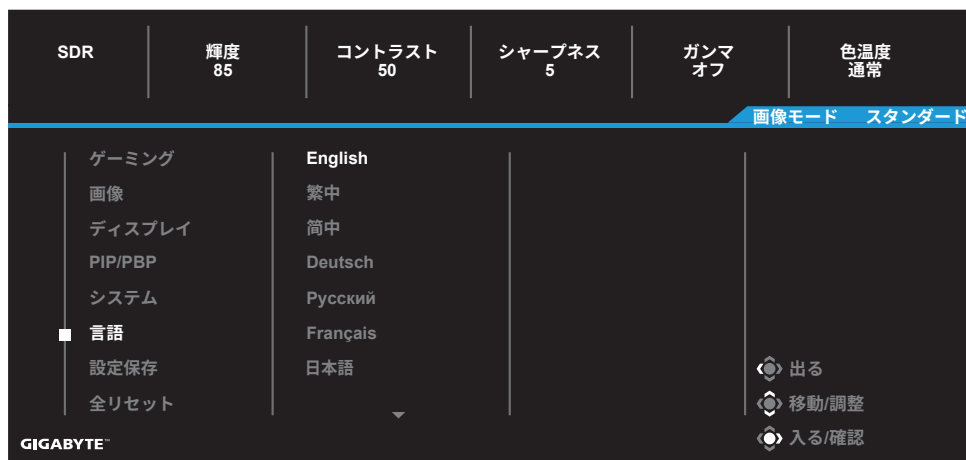 SDR
輝度
85
コントラスト
50
シャープネス
5
ガンマ
オフ
色温度
通常
画像モード スタンダード
ゲーミング
画像
ディスプレイ
PIP/PBP
システム
言語
設定保存
全リセット
English
繁中
简中
Deutsch
Русский
Français
日本語
出る
移動/調整
入る/確認
GIGABYTE™